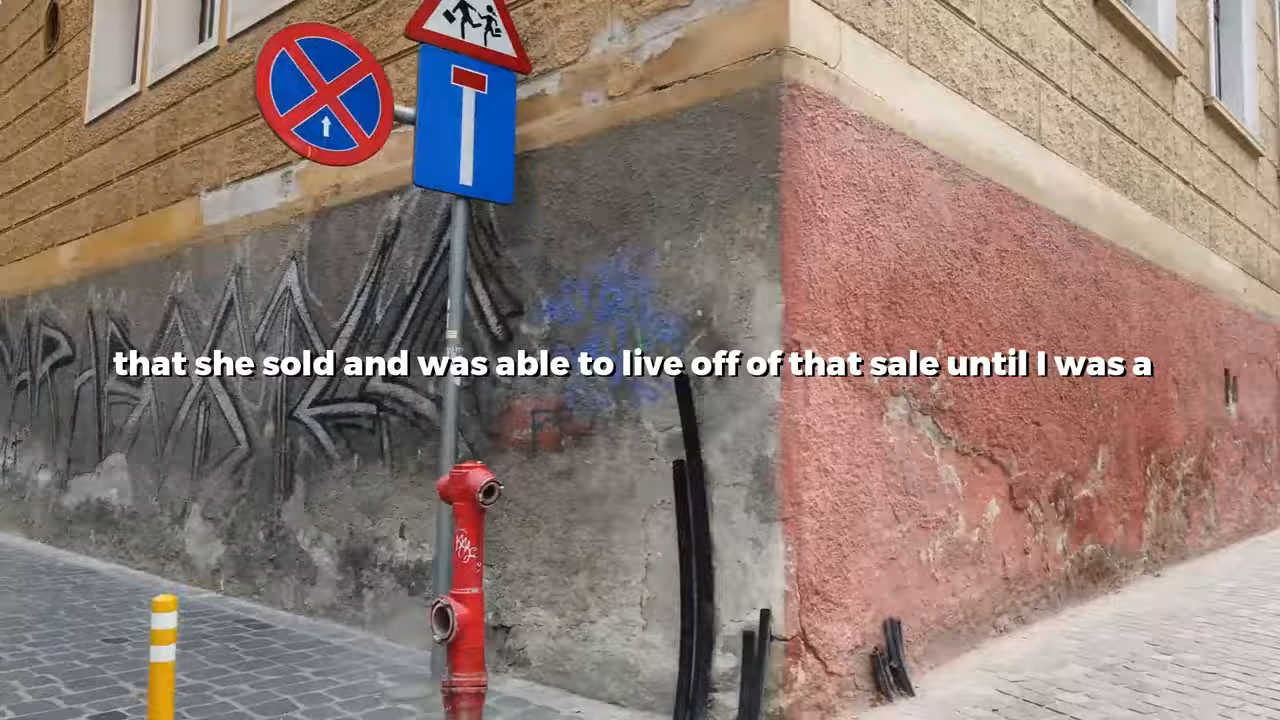 that she sold and was able to live off of that sale until I was a